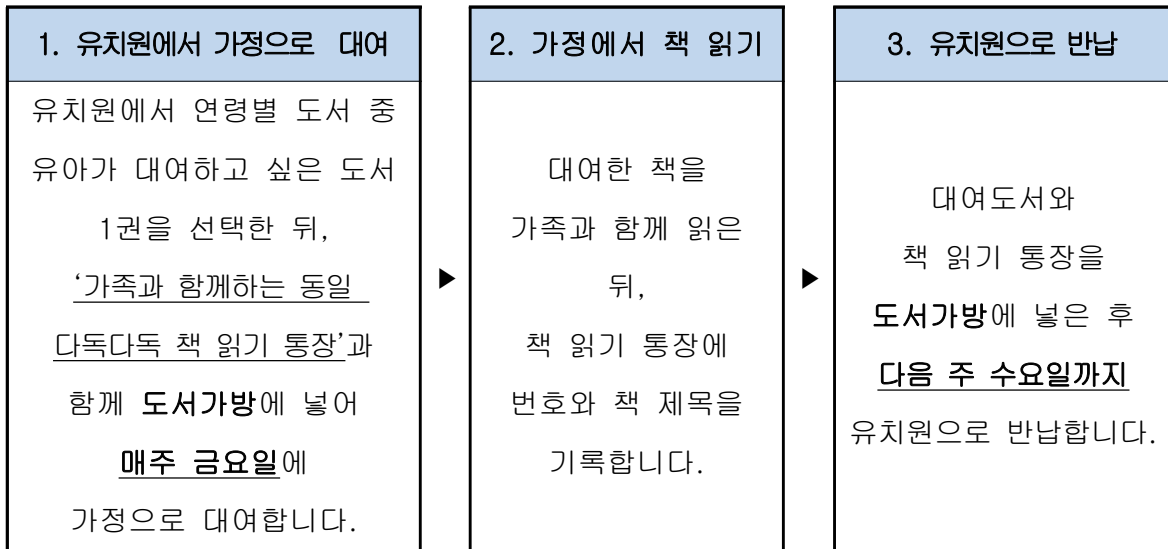 1. 유치원에서 가정으로 대여
유치원에서 연령별 도서 중
유아가 대여하고 싶은 도서
1권을 선택한 뒤,
‘가족과 함께하는 동일
다독다독 책 읽기 통장’과
함께 도서가방에 넣어
매주 금요일에
가정으로 대여합니다.
▶
2. 가정에서 책 읽기
대여한 책을
가족과 함께 읽은
뒤,
책 읽기 통장에
번호와 책 제목을
기록합니다.
▶
3. 유치원으로 반납
대여도서와
책 읽기 통장을
도서가방에 넣은 후
다음 주 수요일까지
유치원으로 반납합니다.